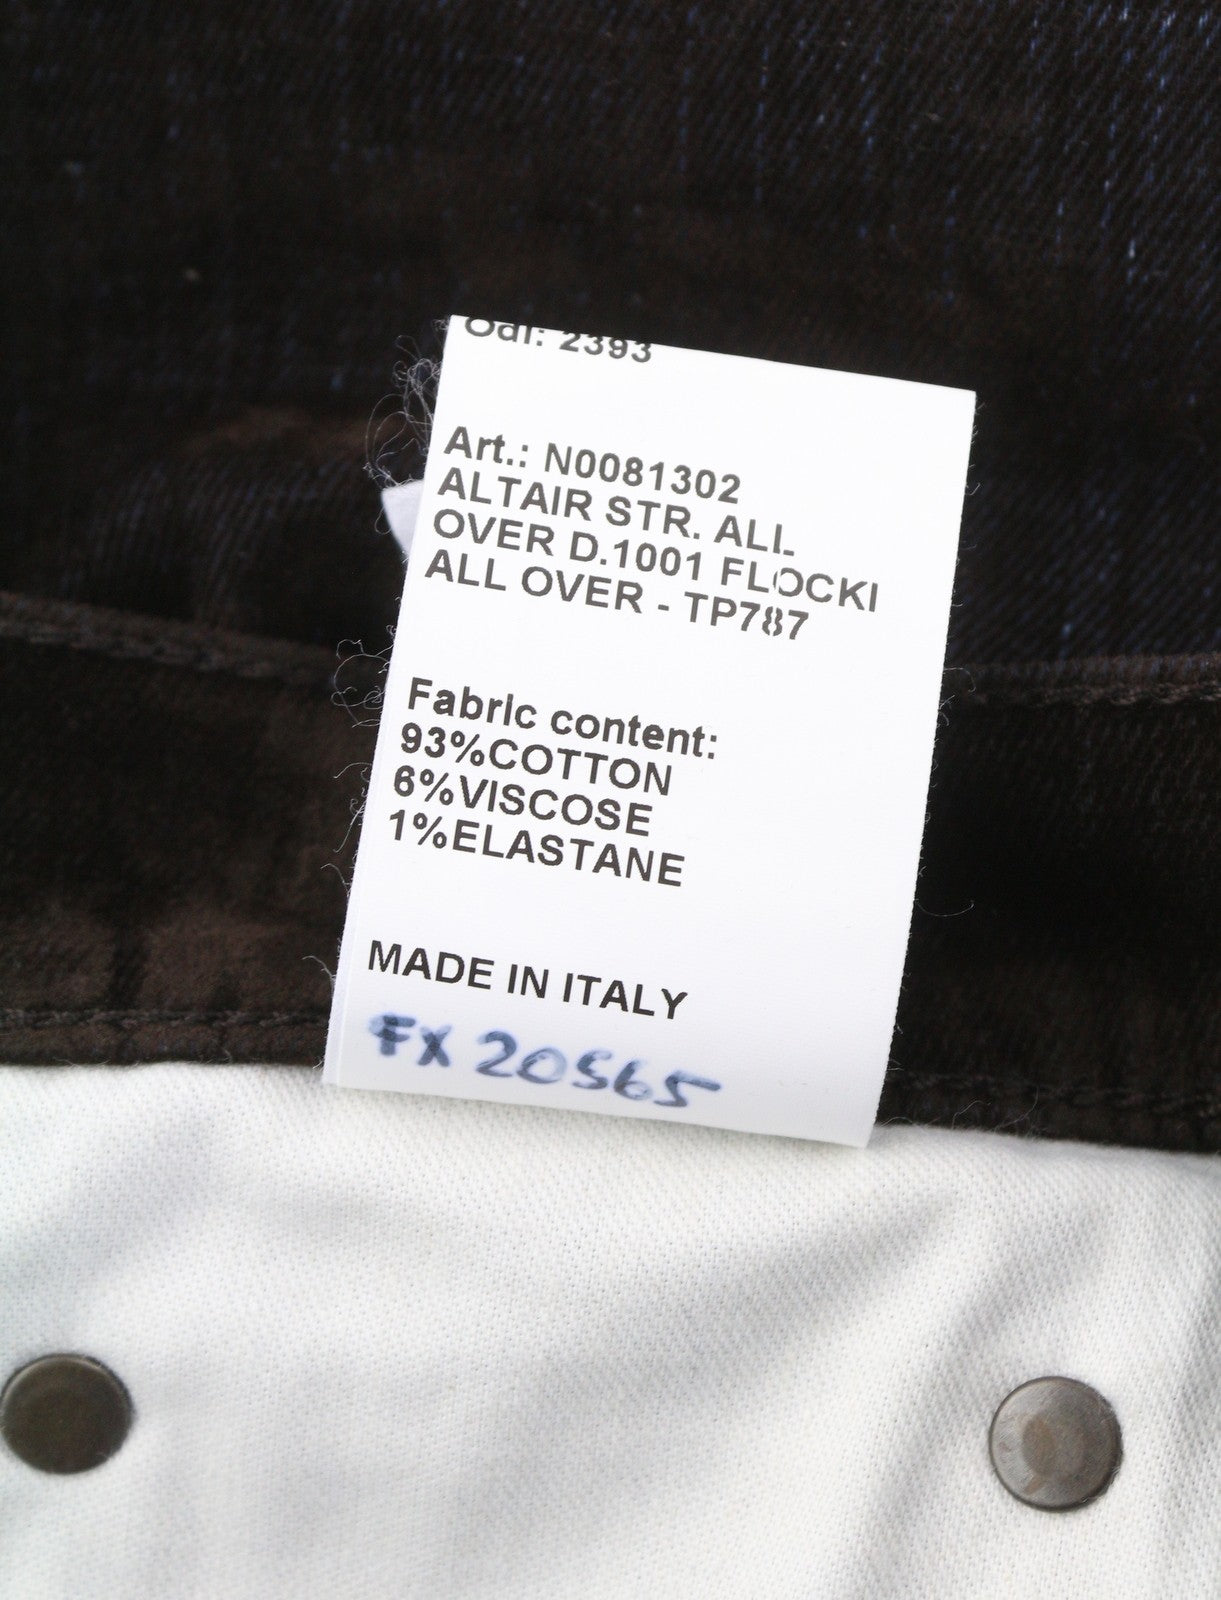 Odl: 2393
Art.: N0081302
ALTAIR STR. ALL
OVER D.1001 FLOCKI
ALL OVER - TP787
Fabric content:
93%COTTON
6%VISCOSE
1%ELASTANE
MADE IN ITALY
FX 20565